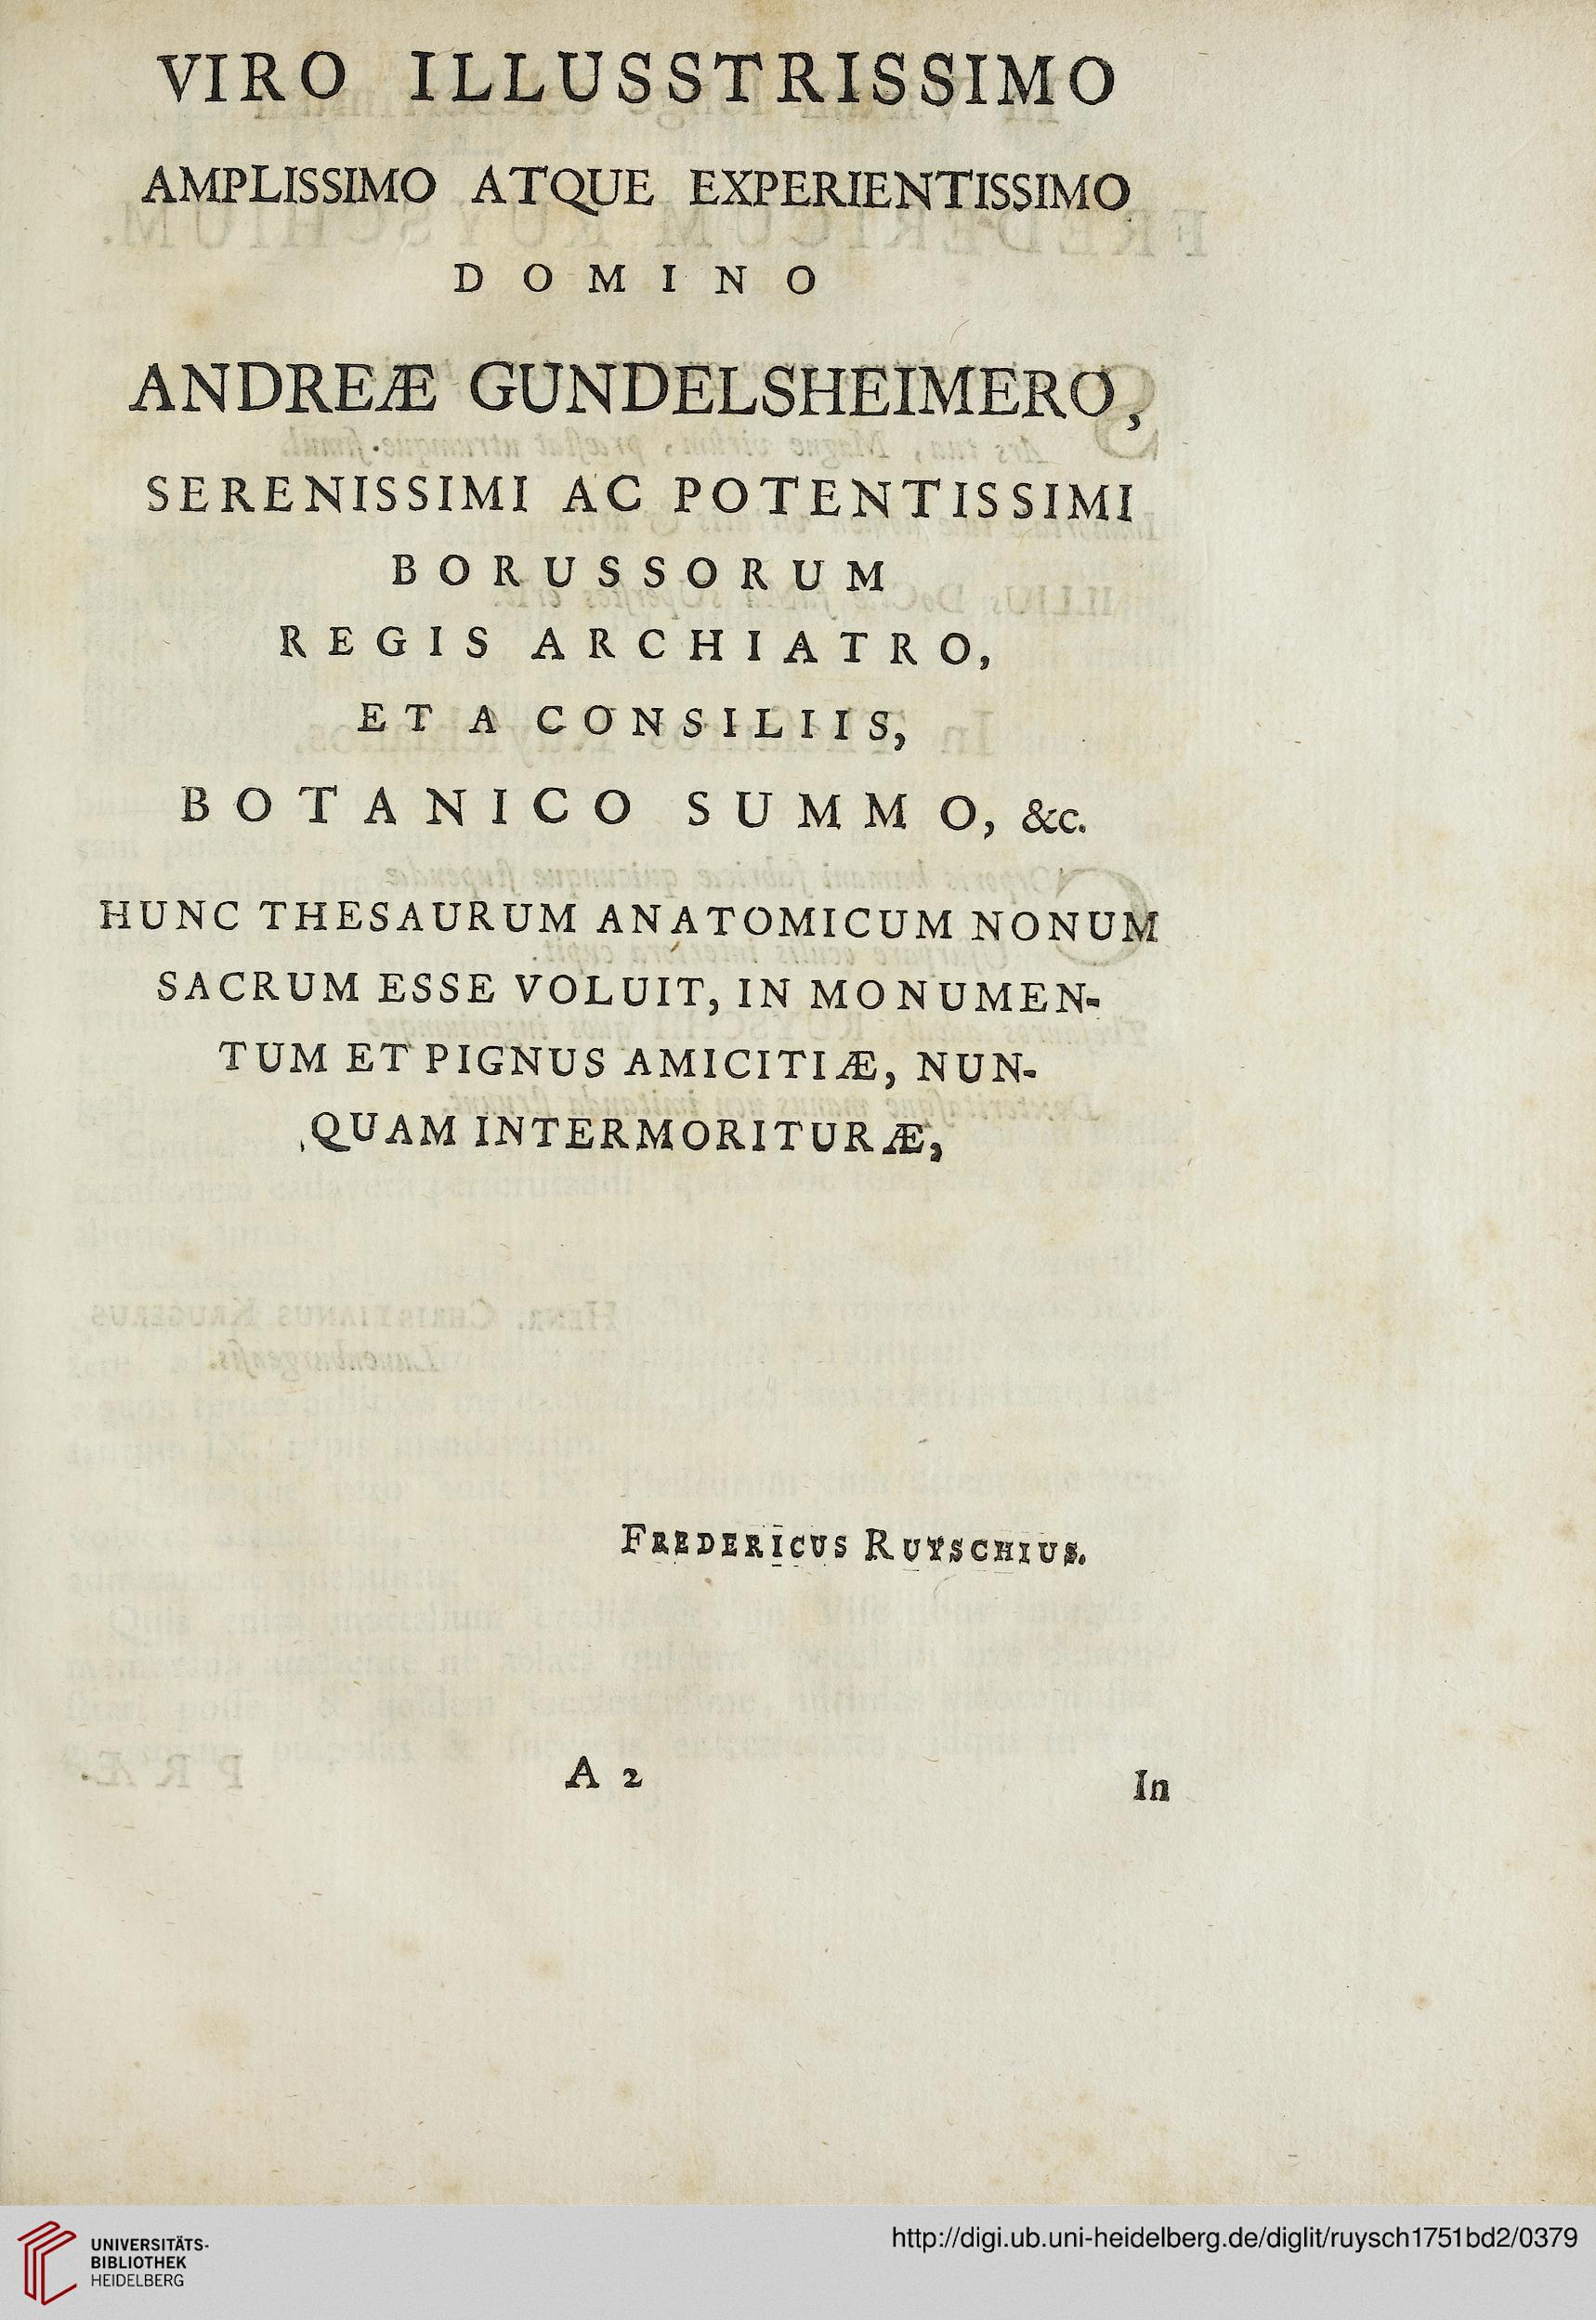 VIRO ILLUSSTRISSIMO
AMPLISSIMO ATQUE EXPERIENTISSIMO
DOMINO
ANDREÆ GUNDELSHEIMERO,
SERENISSIMI AC POTENTISSIMI
BORUSSORUM
REGIS ARCHIATRO,
ET A CONSILIIS,
BOTANICO SUMMO, &c.
HUNC THESAURUM ANATOMICUM NONUM
SACRUM ESSE VOLUIT, IN MONUMEN-
TUM ET PIGNUS AMICITIÆ, NUN-
QUAM INTERMORITURÆ,
FREDERICUS RUYSCHIUS.
A 2
In
UNIVERSITÄTS-
BIBLIOTHEK
HEIDELBERG
http://digi.ub.uni-heidelberg.de/diglit/ruysch1751bd2/0379